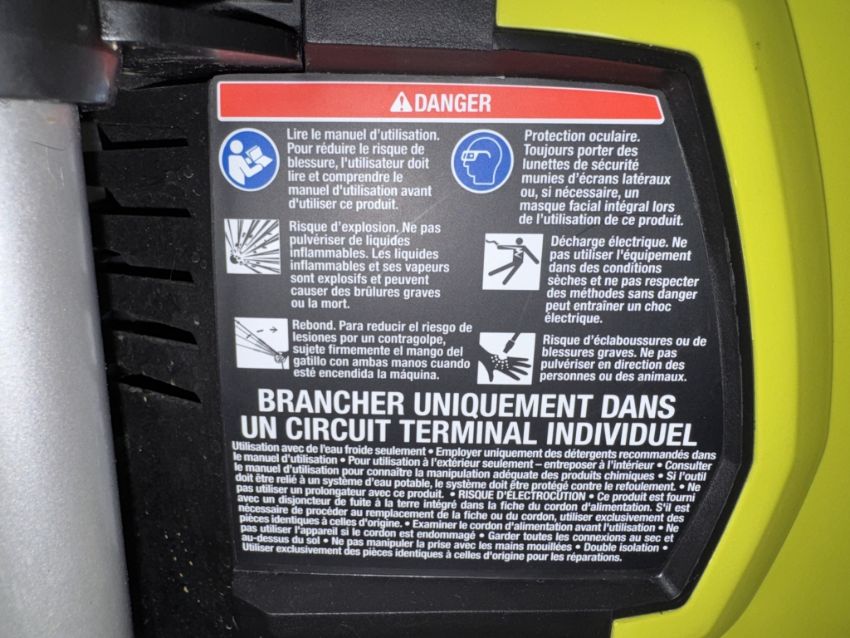 DANGER
Lire le manuel d'utilisation.
Pour réduire le risque de
blessure, l'utilisateur doit
lire et comprendre le
manuel d'utilisation avant
d'utiliser ce produit.
Protection oculaire.
Toujours porter des
lunettes de sécurité
munies d'écrans latéraux
ou, si nécessaire, un
masque facial intégral lors
de l'utilisation de ce produit.
Risque d'explosion. Ne pas
pulvériser de liquides
inflammables. Les liquides
inflammables et ses vapeurs
sont explosifs et peuvent
causer des brûlures graves
ou la mort.
Décharge électrique. Ne
pas utiliser l'équipement
dans des conditions
sèches et ne pas respecter
des méthodes sans danger
peut entraîner un choc
électrique.
Rebond. Para reducir el riesgo de
lesiones por un contragolpe,
sujete firmemente el mango del
gatillo con ambas manos cuando
esté encendida la máquina.
Risque d'éclaboussures ou de
blessures graves. Ne pas
pulvériser en direction des
personnes ou des animaux.
BRANCHER UNIQUEMENT DANS
UN CIRCUIT TERMINAL INDIVIDUEL
Utilisation avec de l'eau froide seulement • Employer uniquement des détergents recommandés dans
le manuel d'utilisation • Pour utilisation à l'extérieur seulement – entreposer à l'intérieur • Consulter
le manuel d'utilisation pour connaître la manipulation adéquate des produits chimiques • Si l'outil
doit être relié à un système d'eau potable, le système doit être protégé contre le refoulement. • Ne
pas utiliser un prolongateur avec ce produit. • RISQUE D'ÉLECTROCUTION • Ce produit est fourni
avec un disjoncteur de fuite à la terre intégré dans la fiche du cordon d'alimentation. S'il est
nécessaire de procéder au remplacement de la fiche ou du cordon, utiliser exclusivement des
pièces identiques à celles d'origine. • Examiner le cordon d'alimentation avant l'utilisation • Ne
pas utiliser l'appareil si le cordon est endommagé • Garder toutes les connexions au sec et
au-dessus du sol • Ne pas manipuler la prise avec les mains mouillées • Double isolation •
Utiliser exclusivement des pièces identiques à celles d'origine pour les réparations.